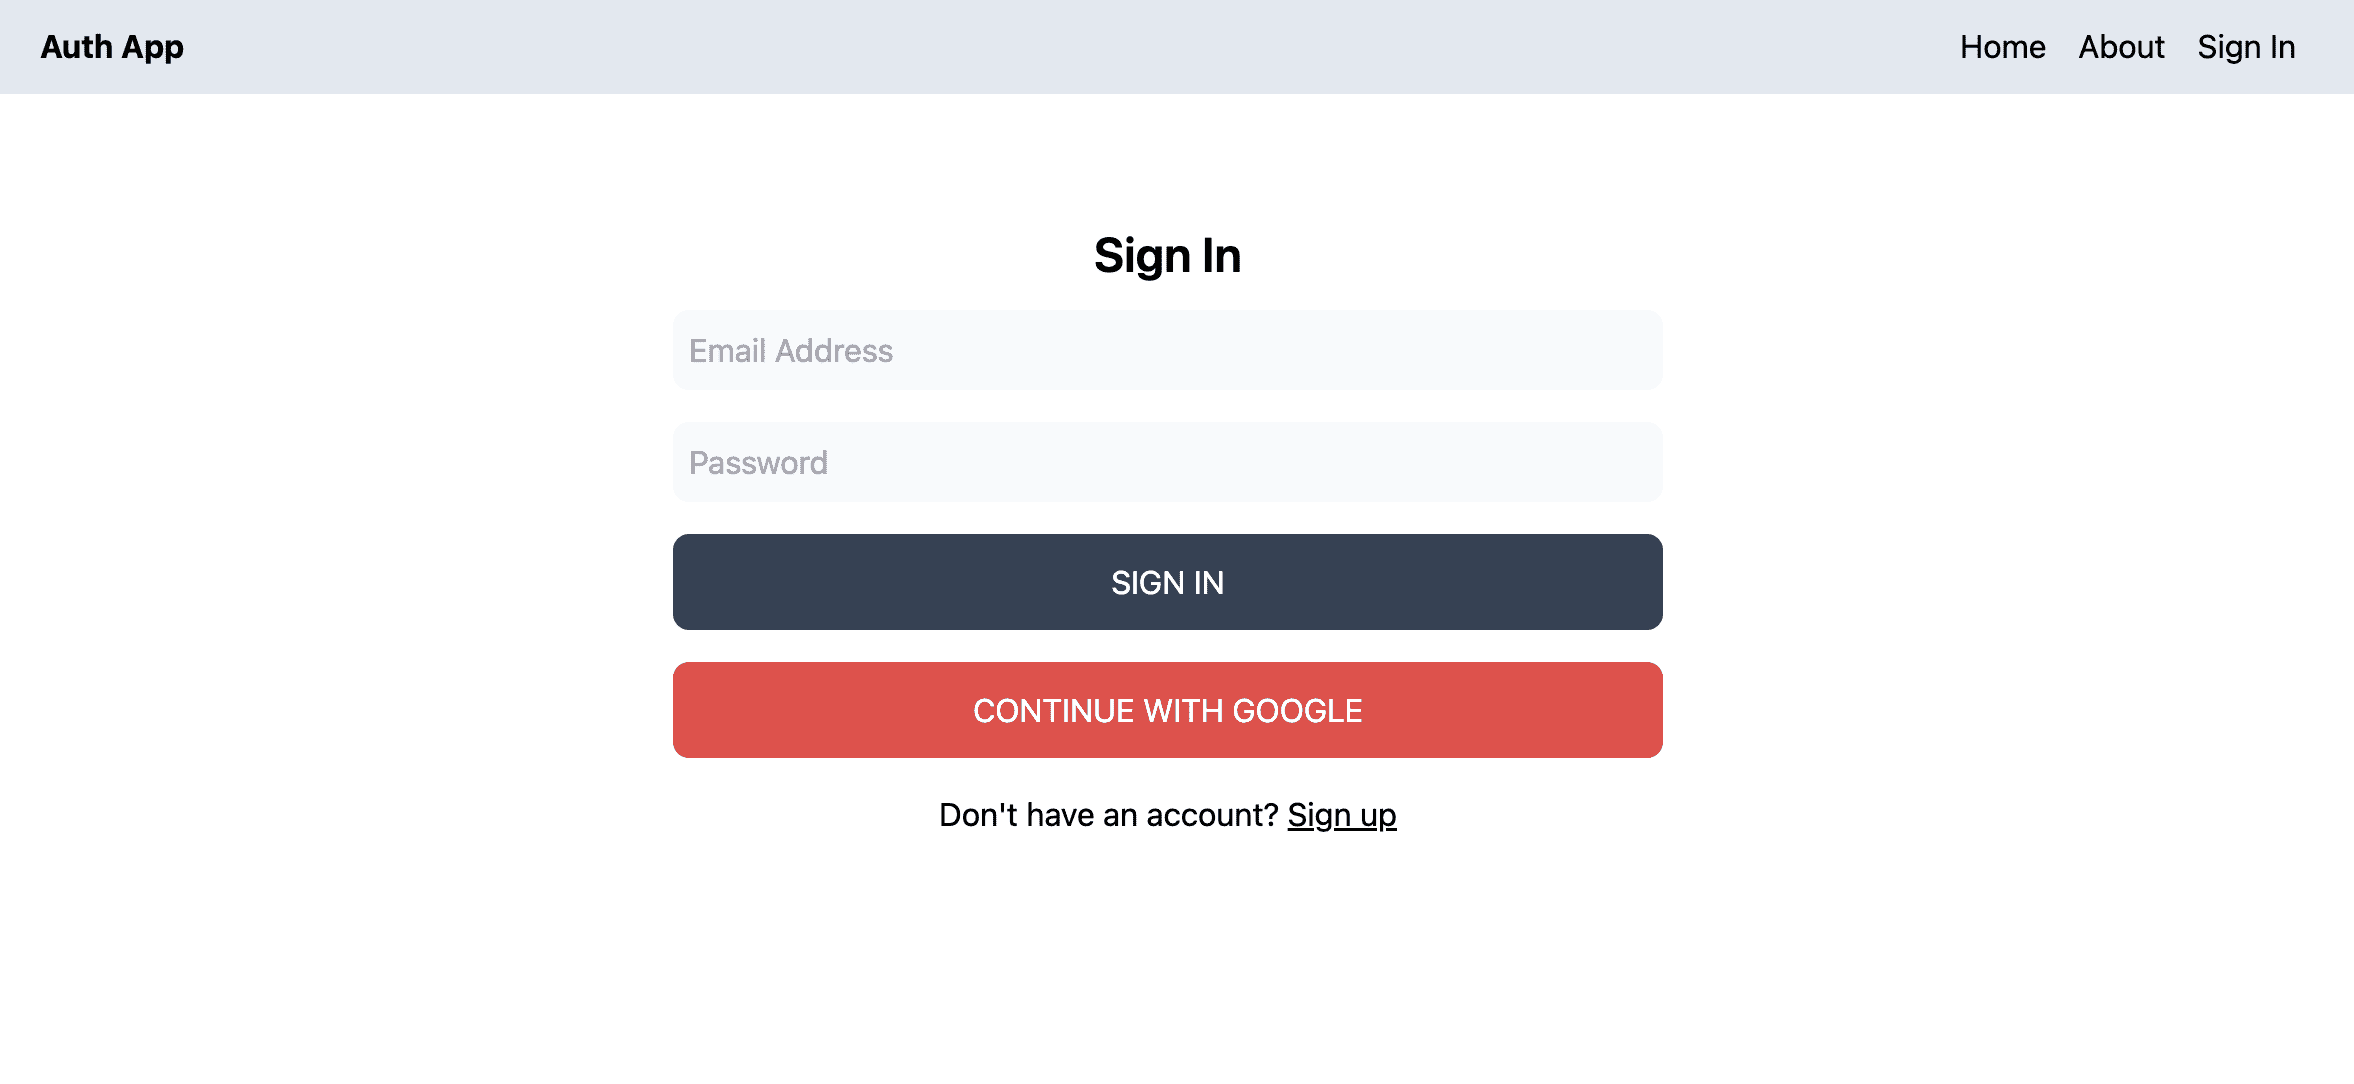 Auth App
Home About Sign In
Sign In
Email Address
Password
SIGN IN
CONTINUE WITH GOOGLE
Don't have an account? Sign up